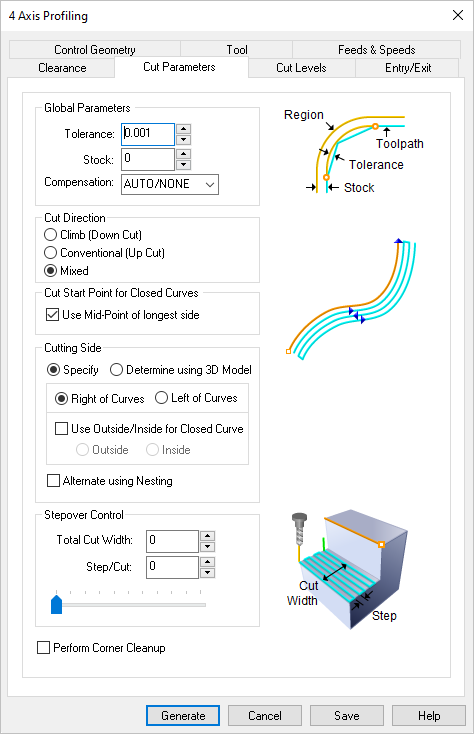 4 Axis Profiling
Control Geometry Tool Feeds & Speeds
Clearance Cut Parameters Cut Levels Entry/Exit
Global Parameters
Tolerance: 0.001
Stock: 0
Compensation: AUTO/NONE
Region
Toolpath
Tolerance
Stock
Cut Direction
Climb (Down Cut)
Conventional (Up Cut)
Mixed
Cut Start Point for Closed Curves
Use Mid-Point of longest side
Cutting Side
Specify Determine using 3D Model
Right of Curves Left of Curves
Use Outside/Inside for Closed Curve
Outside Inside
Alternate using Nesting
Stepover Control
Total Cut Width: 0
Step/Cut: 0
Cut
Width
Step
Perform Corner Cleanup
Generate Cancel Save Help